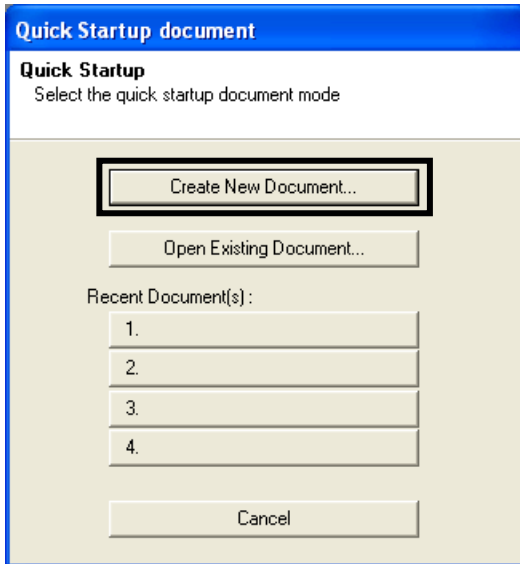 Quick Startup document
Quick Startup
Select the quick startup document mode
Create New Document...
Open Existing Document...
Recent Document(s) :
1.
2.
3.
4.
Cancel